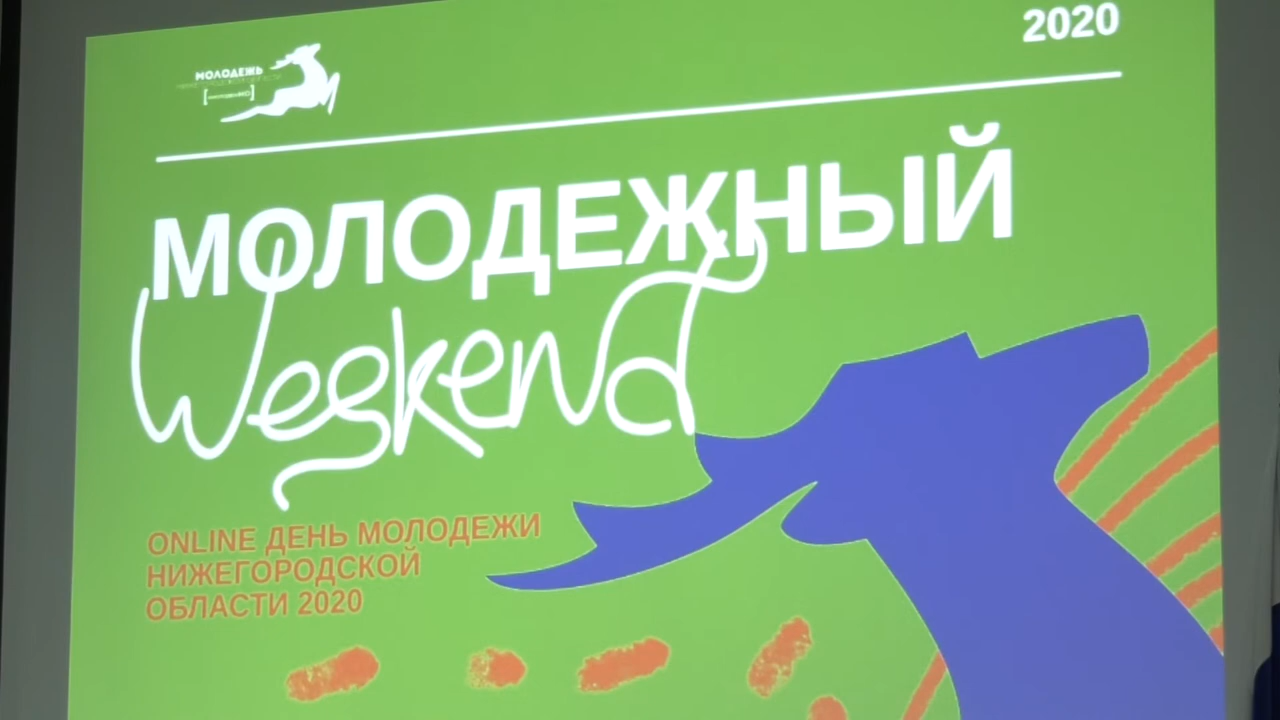 2020
МОЛОДЕЖЬ
МОЛОДЕЖНЫЙ
Weekend
ONLINE ДЕНЬ МОЛОДЕЖИ
НИЖЕГОРОДСКОЙ
ОБЛАСТИ 2020